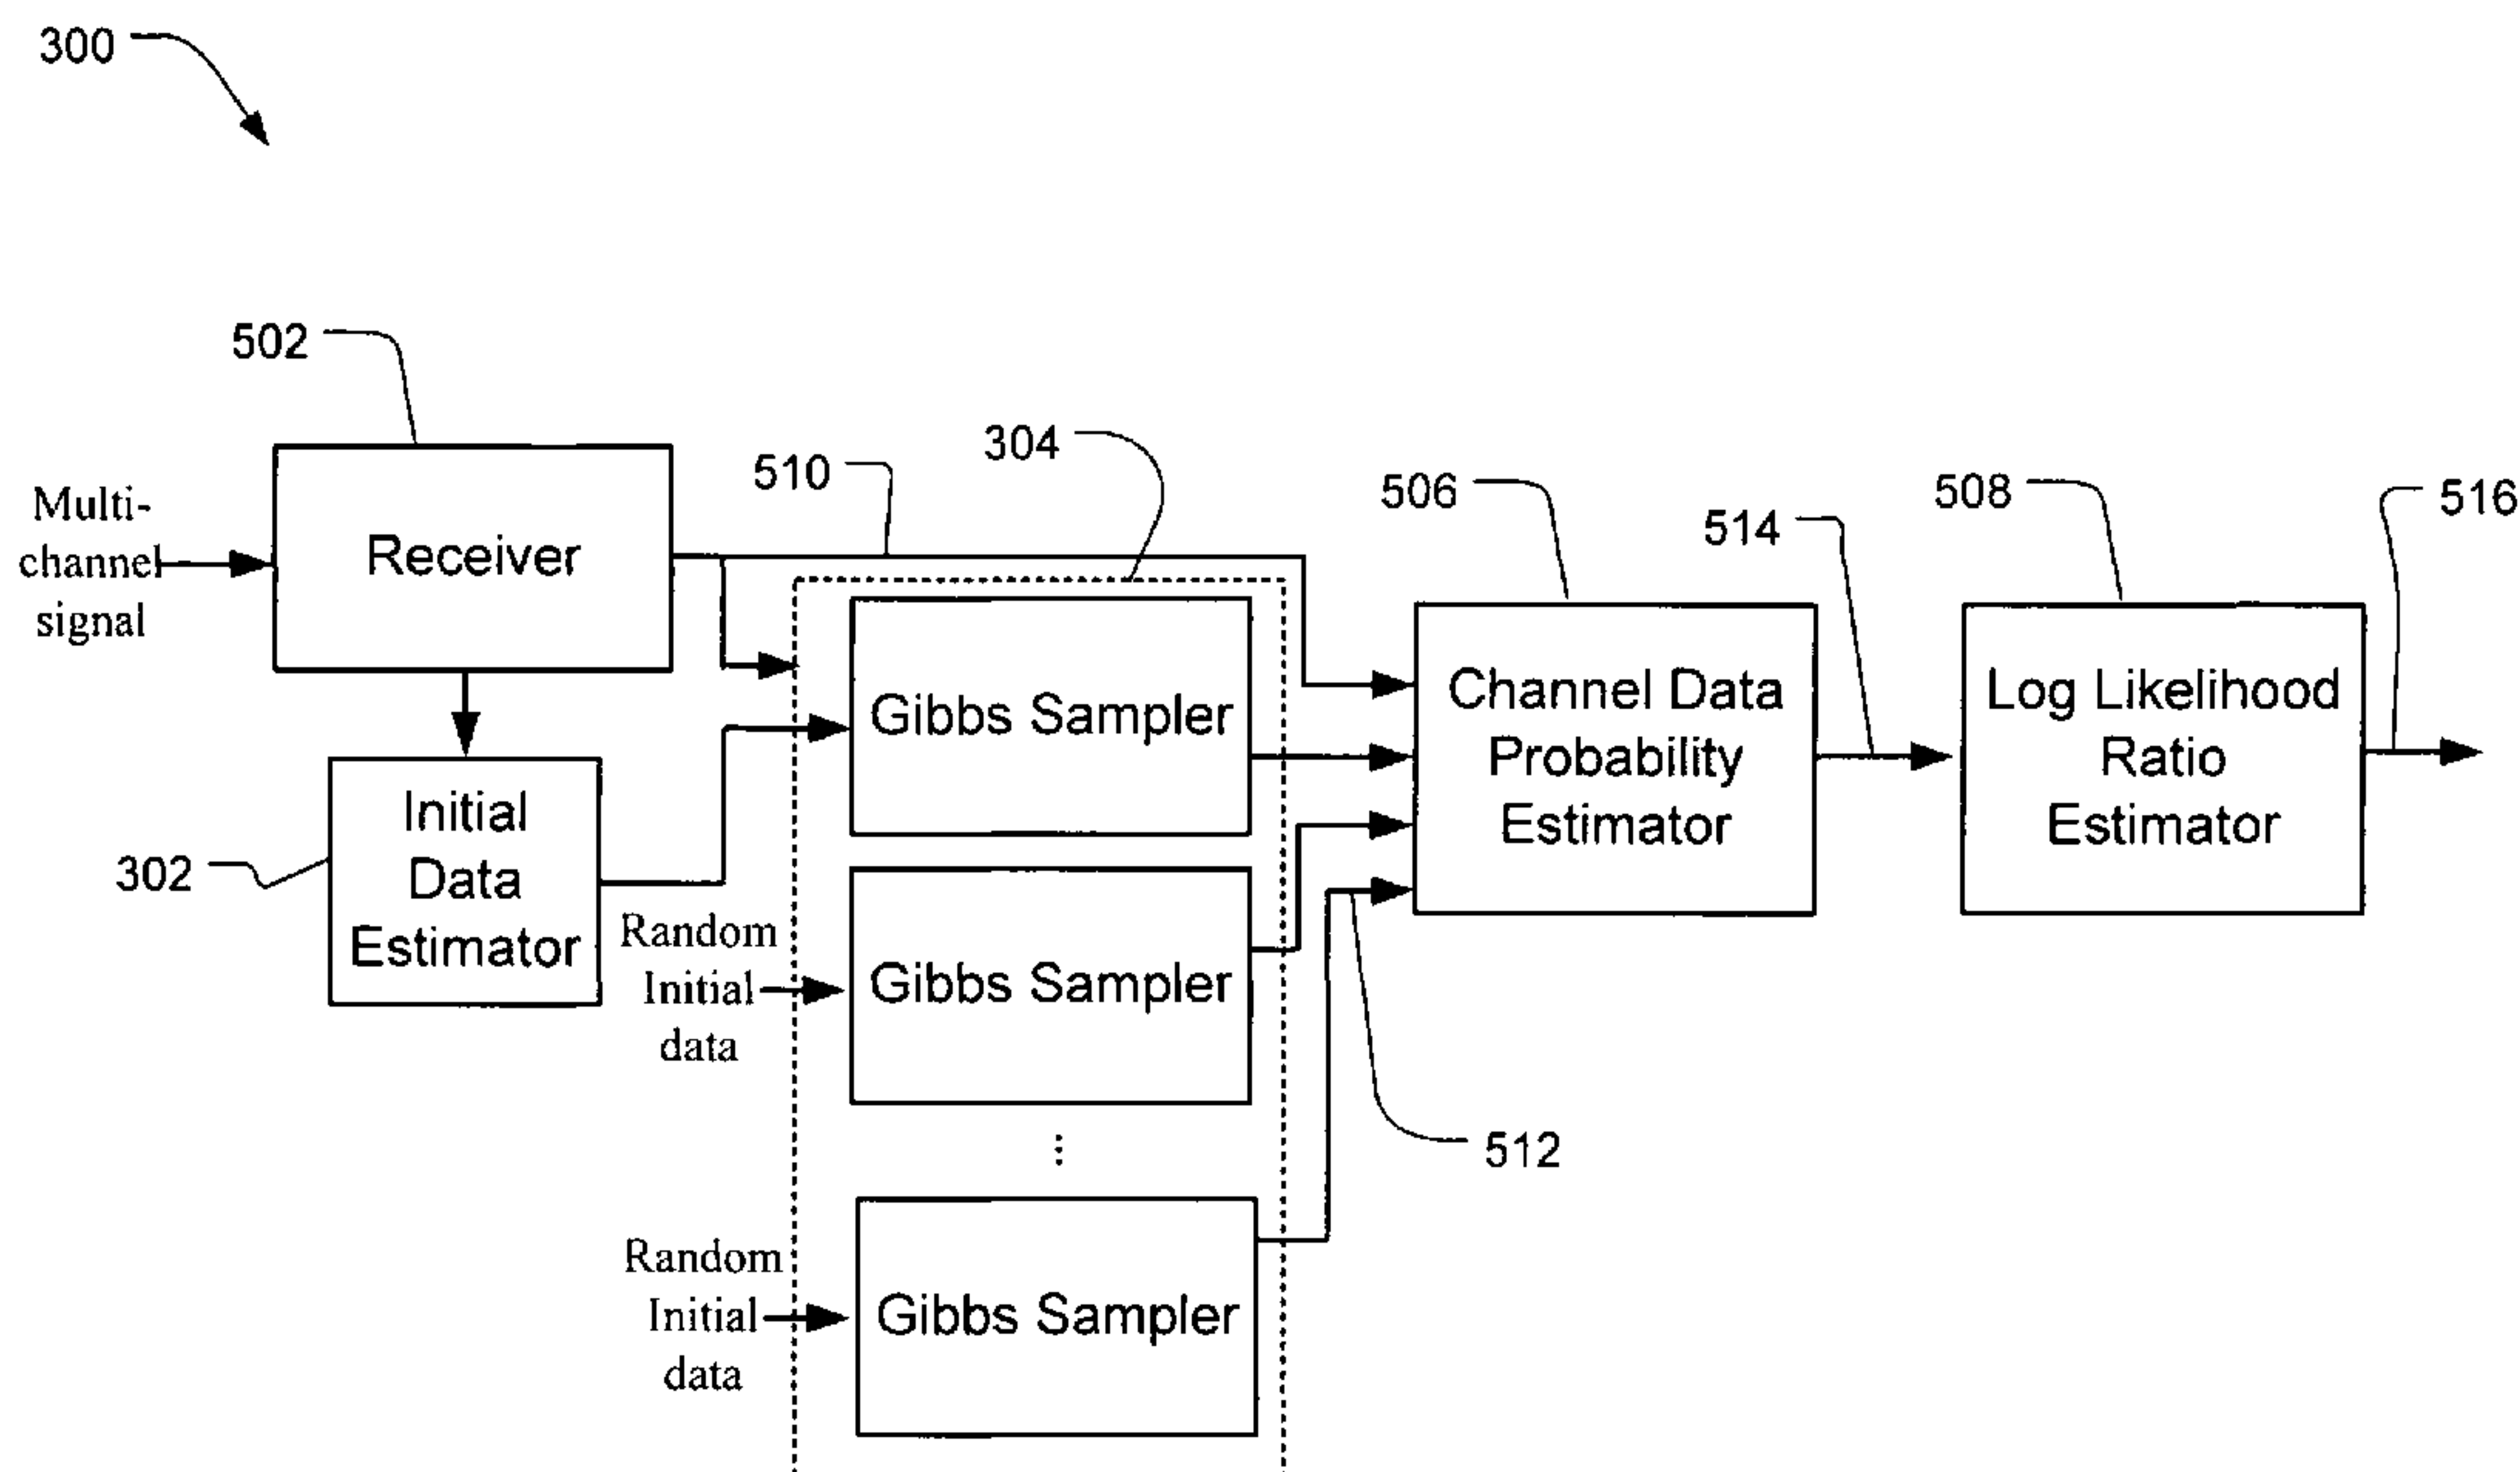 300
502
304
510
506
508
516
514
Multi-
channel
signal
Receiver
Gibbs Sampler
Channel Data
Probability
Estimator
Log Likelihood
Ratio
Estimator
Initial
Data
Estimator
302
Random
Initial
data
Gibbs Sampler
⋮
512
Random
Initial
data
Gibbs Sampler